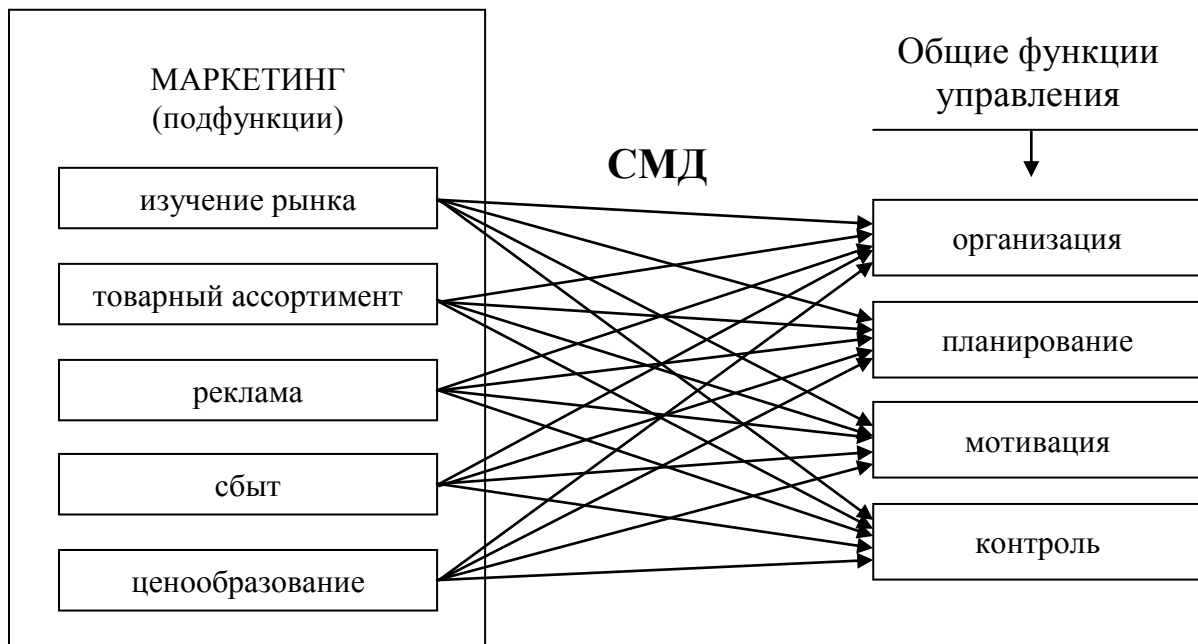 МАРКЕТИНГ
(подфункции)
изучение рынка
товарный ассортимент
реклама
сбыт
ценообразование
СМД
Общие функции
управления
организация
планирование
мотивация
контроль